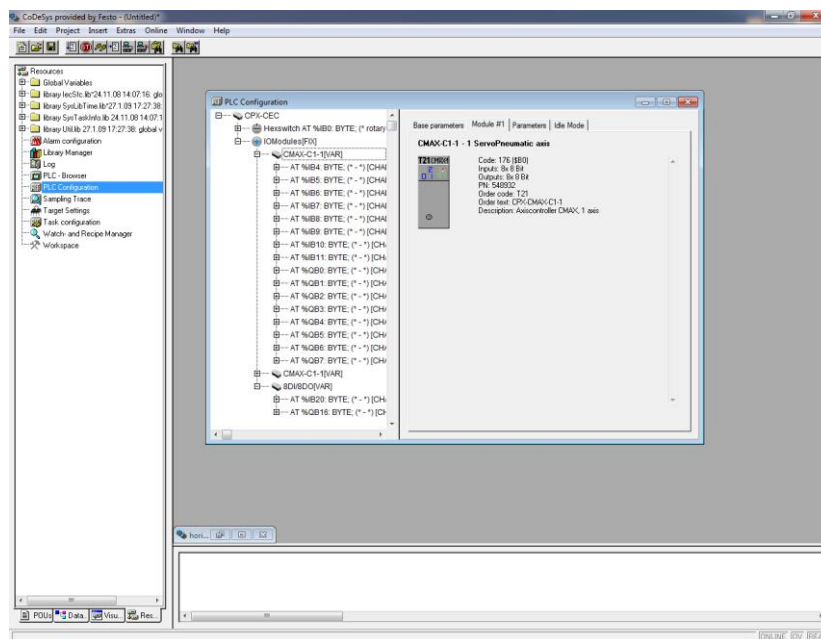 CoDeSys provided by Festo - (Untitled)*
File Edit Project Insert Extras Online Window Help
Resources
Global Variables
library IecSfc.lib*24.11.08 14:07:16: glo
library SysLibTime.lib*27.1.09 17:27:38:
library SysTaskInfo.lib 24.11.08 14:07:1
library Util.lib 27.1.09 17:27:38: global v
Alarm configuration
Library Manager
Log
PLC - Browser
PLC Configuration
Sampling Trace
Target Settings
Task configuration
Watch- and Recipe Manager
Workspace
PLC Configuration
CPX-CEC
Hexswitch AT %IB0: BYTE; (* rotary
IOModules[FIX]
CMAX-C1-1[VAR]
AT %IB4: BYTE; (* - *) [CHAI
AT %IB5: BYTE; (* - *) [CHAI
AT %IB6: BYTE; (* - *) [CHAI
AT %IB7: BYTE; (* - *) [CHAI
AT %IB8: BYTE; (* - *) [CHAI
AT %IB9: BYTE; (* - *) [CHAI
AT %IB10: BYTE; (* - *) [CH
AT %IB11: BYTE; (* - *) [CH
AT %QB0: BYTE; (* - *) [CH
AT %QB1: BYTE; (* - *) [CH
AT %QB2: BYTE; (* - *) [CH
AT %QB3: BYTE; (* - *) [CH
AT %QB4: BYTE; (* - *) [CH
AT %QB5: BYTE; (* - *) [CH
AT %QB6: BYTE; (* - *) [CH
AT %QB7: BYTE; (* - *) [CH
CMAX-C1-1[VAR]
8DI/8DO[VAR]
AT %IB20: BYTE; (* - *) [CH
AT %QB16: BYTE; (* - *) [CH
Base parameters Module #1 Parameters Idle Mode
CMAX-C1-1 - 1 ServoPneumatic axis
T21
Code: 176 ($B0)
Inputs: 8x 8 Bit
Outputs: 8x 8 Bit
PN: 548932
Order code: T21
Order text: CPX-CMAX-C1-1
Description: Axiscontroller CMAX, 1 axis
hori...
POUs Data... Visu... Res...
ONLINE OV REA